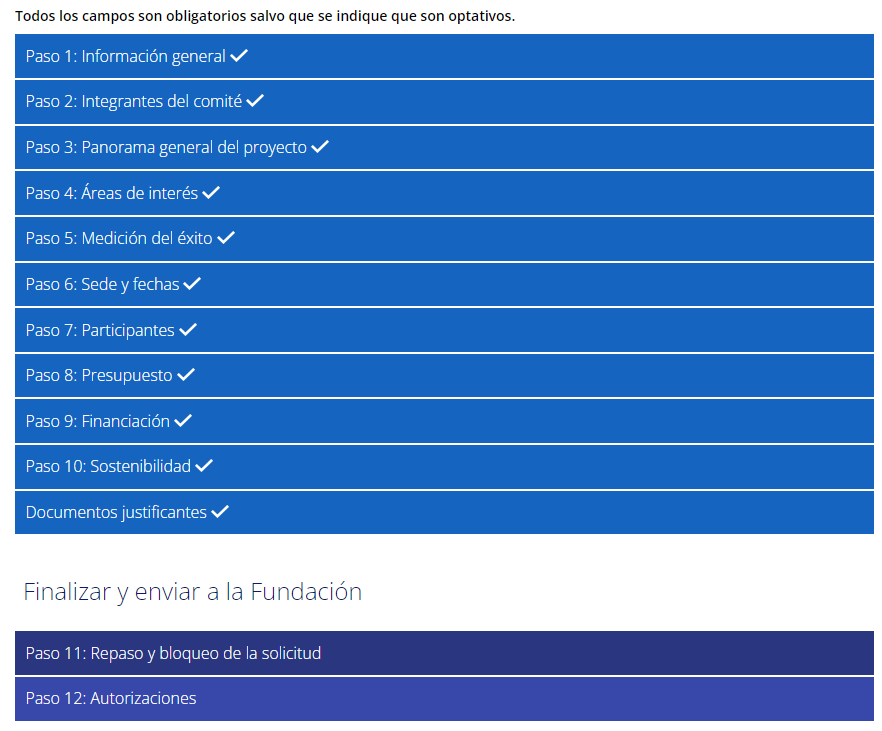 Todos los campos son obligatorios salvo que se indique que son optativos.
Paso 1: Información general
Paso 2: Integrantes del comité
Paso 3: Panorama general del proyecto
Paso 4: Áreas de interés
Paso 5: Medición del éxito
Paso 6: Sede y fechas
Paso 7: Participantes
Paso 8: Presupuesto
Paso 9: Financiación
Paso 10: Sostenibilidad
Documentos justificantes
Finalizar y enviar a la Fundación
Paso 11: Repaso y bloqueo de la solicitud
Paso 12: Autorizaciones